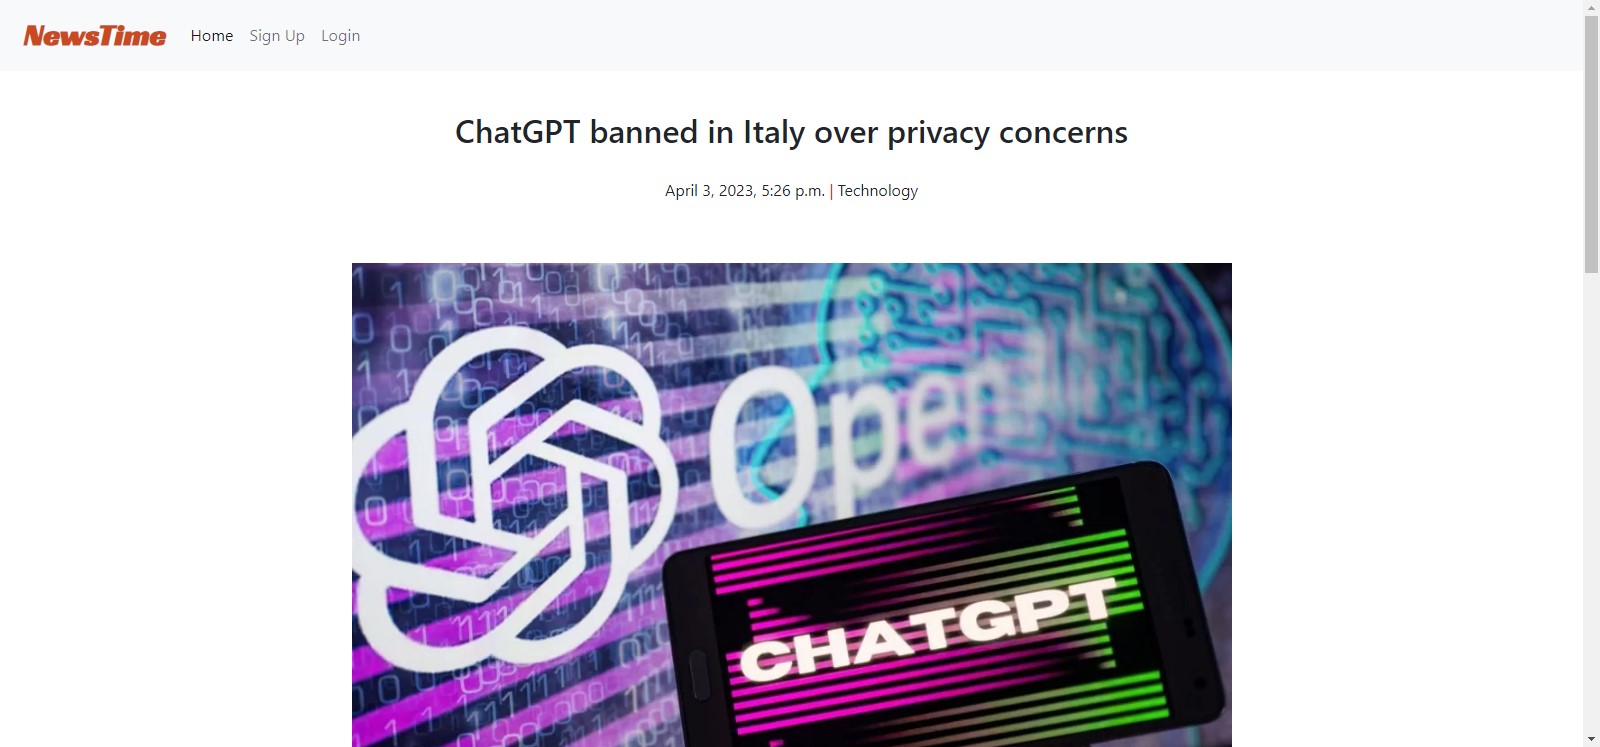 NewsTime Home Sign Up Login
ChatGPT banned in Italy over privacy concerns
April 3, 2023, 5:26 p.m. | Technology
OpenAI
CHATGPT